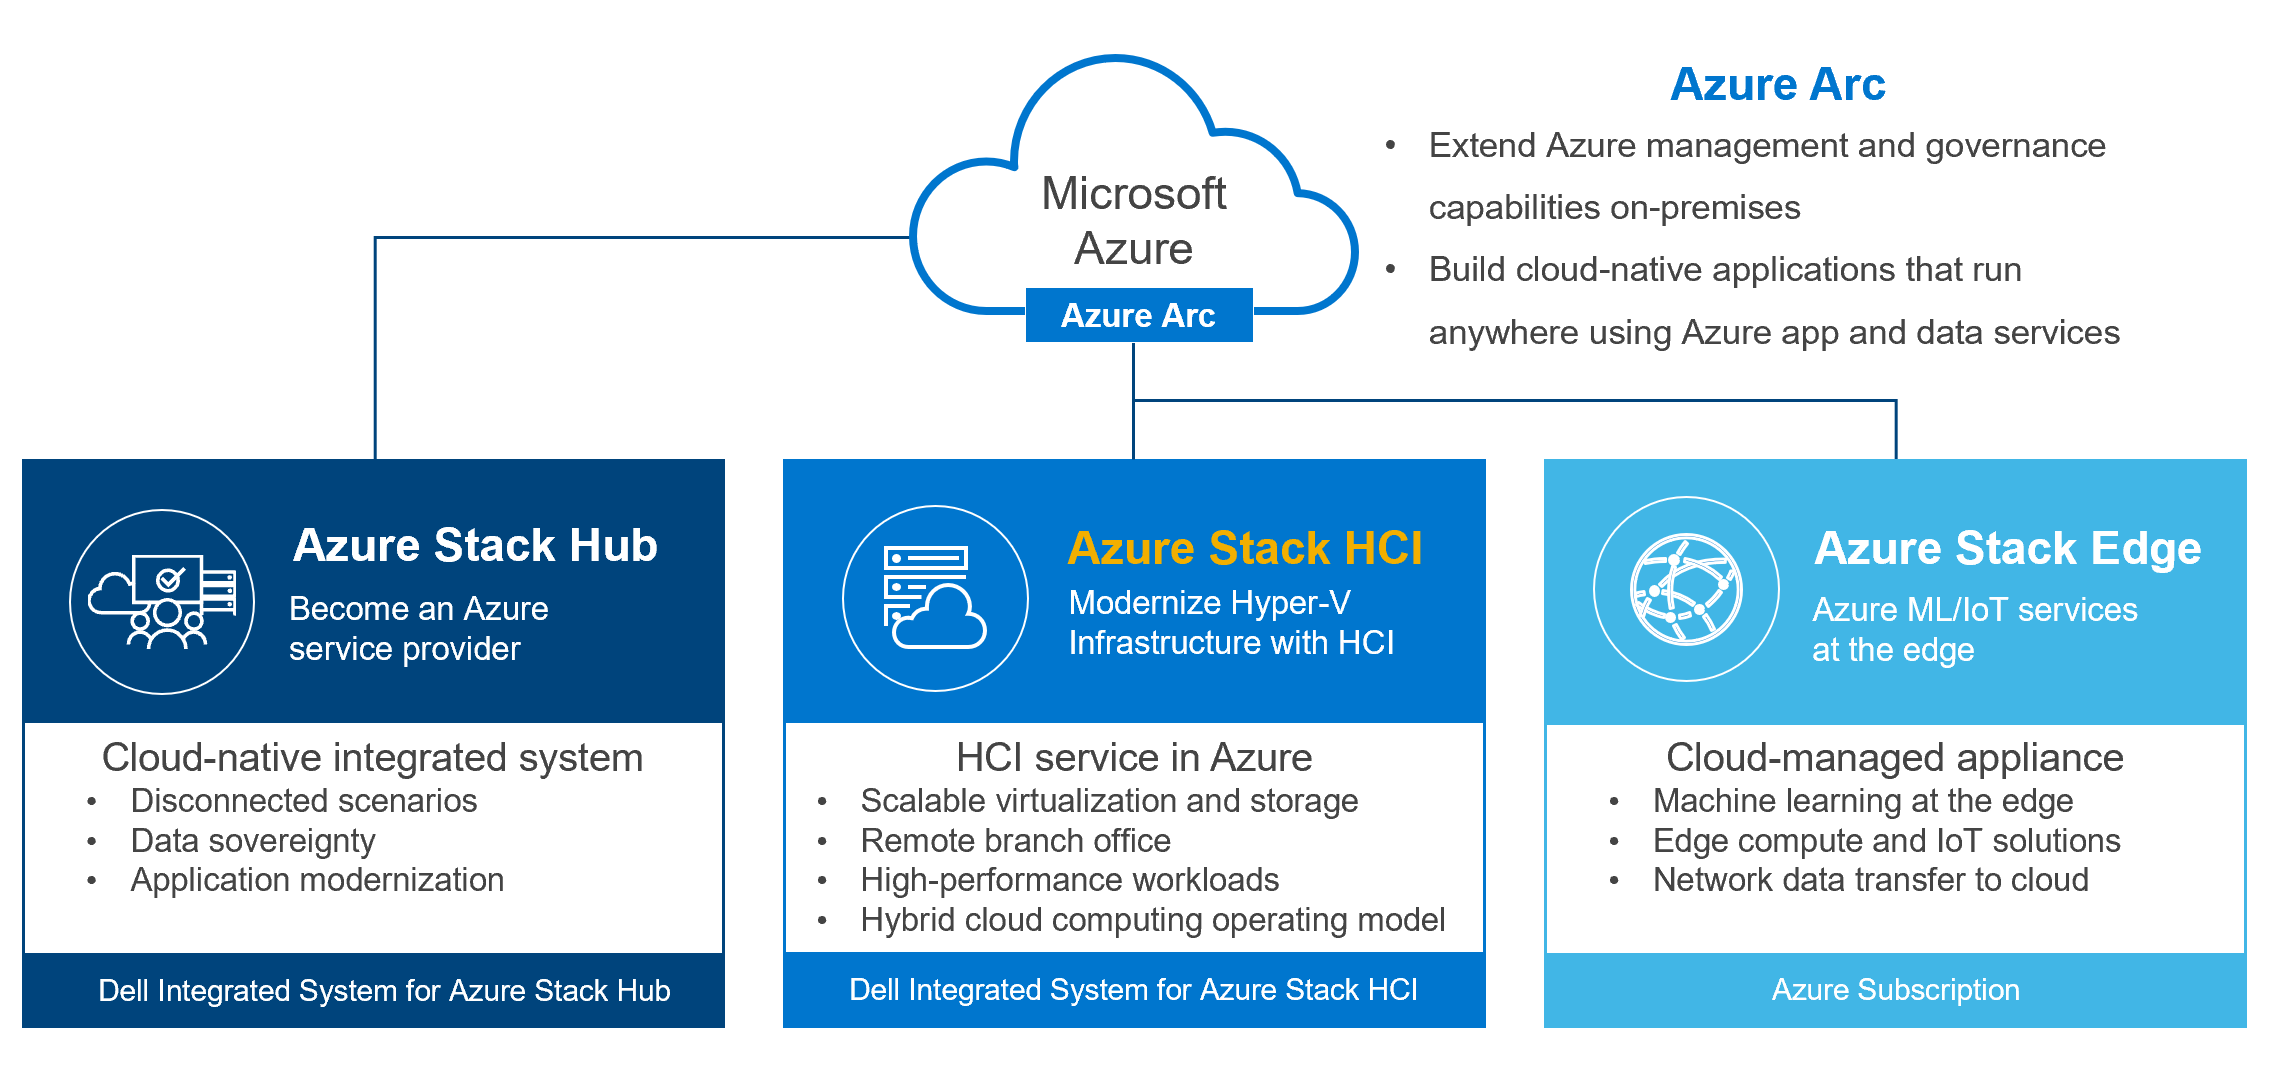 Microsoft
Azure
Azure Arc
Azure Arc
• Extend Azure management and governance
capabilities on-premises
• Build cloud-native applications that run
anywhere using Azure app and data services
Azure Stack Hub
Become an Azure
service provider
Cloud-native integrated system
• Disconnected scenarios
• Data sovereignty
• Application modernization
Dell Integrated System for Azure Stack Hub
Azure Stack HCI
Modernize Hyper-V
Infrastructure with HCI
HCI service in Azure
• Scalable virtualization and storage
• Remote branch office
• High-performance workloads
• Hybrid cloud computing operating model
Dell Integrated System for Azure Stack HCI
Azure Stack Edge
Azure ML/IoT services
at the edge
Cloud-managed appliance
• Machine learning at the edge
• Edge compute and IoT solutions
• Network data transfer to cloud
Azure Subscription